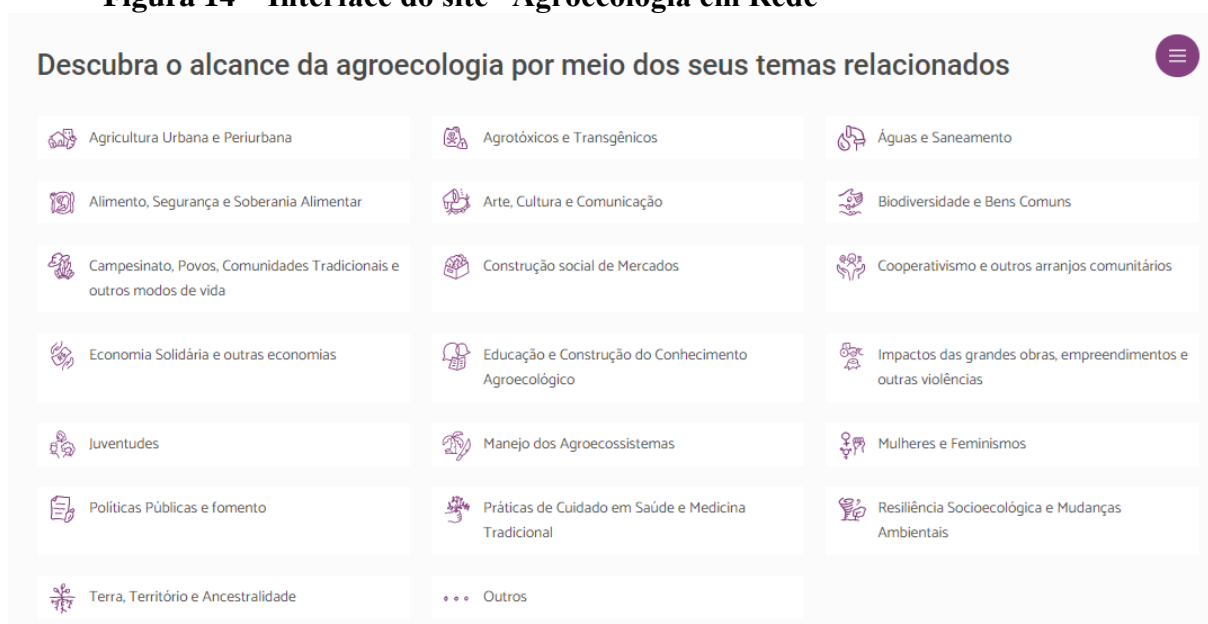 Figura 14 – Interface do site "Agroecologia em Rede"
Descubra o alcance da agroecologia por meio dos seus temas relacionados
Agricultura Urbana e Periurbana
Agrotóxicos e Transgênicos
Águas e Saneamento
Alimento, Segurança e Soberania Alimentar
Arte, Cultura e Comunicação
Biodiversidade e Bens Comuns
Campesinato, Povos, Comunidades Tradicionais e
outros modos de vida
Construção social de Mercados
Cooperativismo e outros arranjos comunitários
Economia Solidária e outras economias
Educação e Construção do Conhecimento
Agroecológico
Impactos das grandes obras, empreendimentos e
outras violências
Juventudes
Manejo dos Agroecossistemas
Mulheres e Feminismos
Políticas Públicas e fomento
Práticas de Cuidado em Saúde e Medicina
Tradicional
Resiliência Socioecológica e Mudanças
Ambientais
Terra, Território e Ancestralidade
Outros